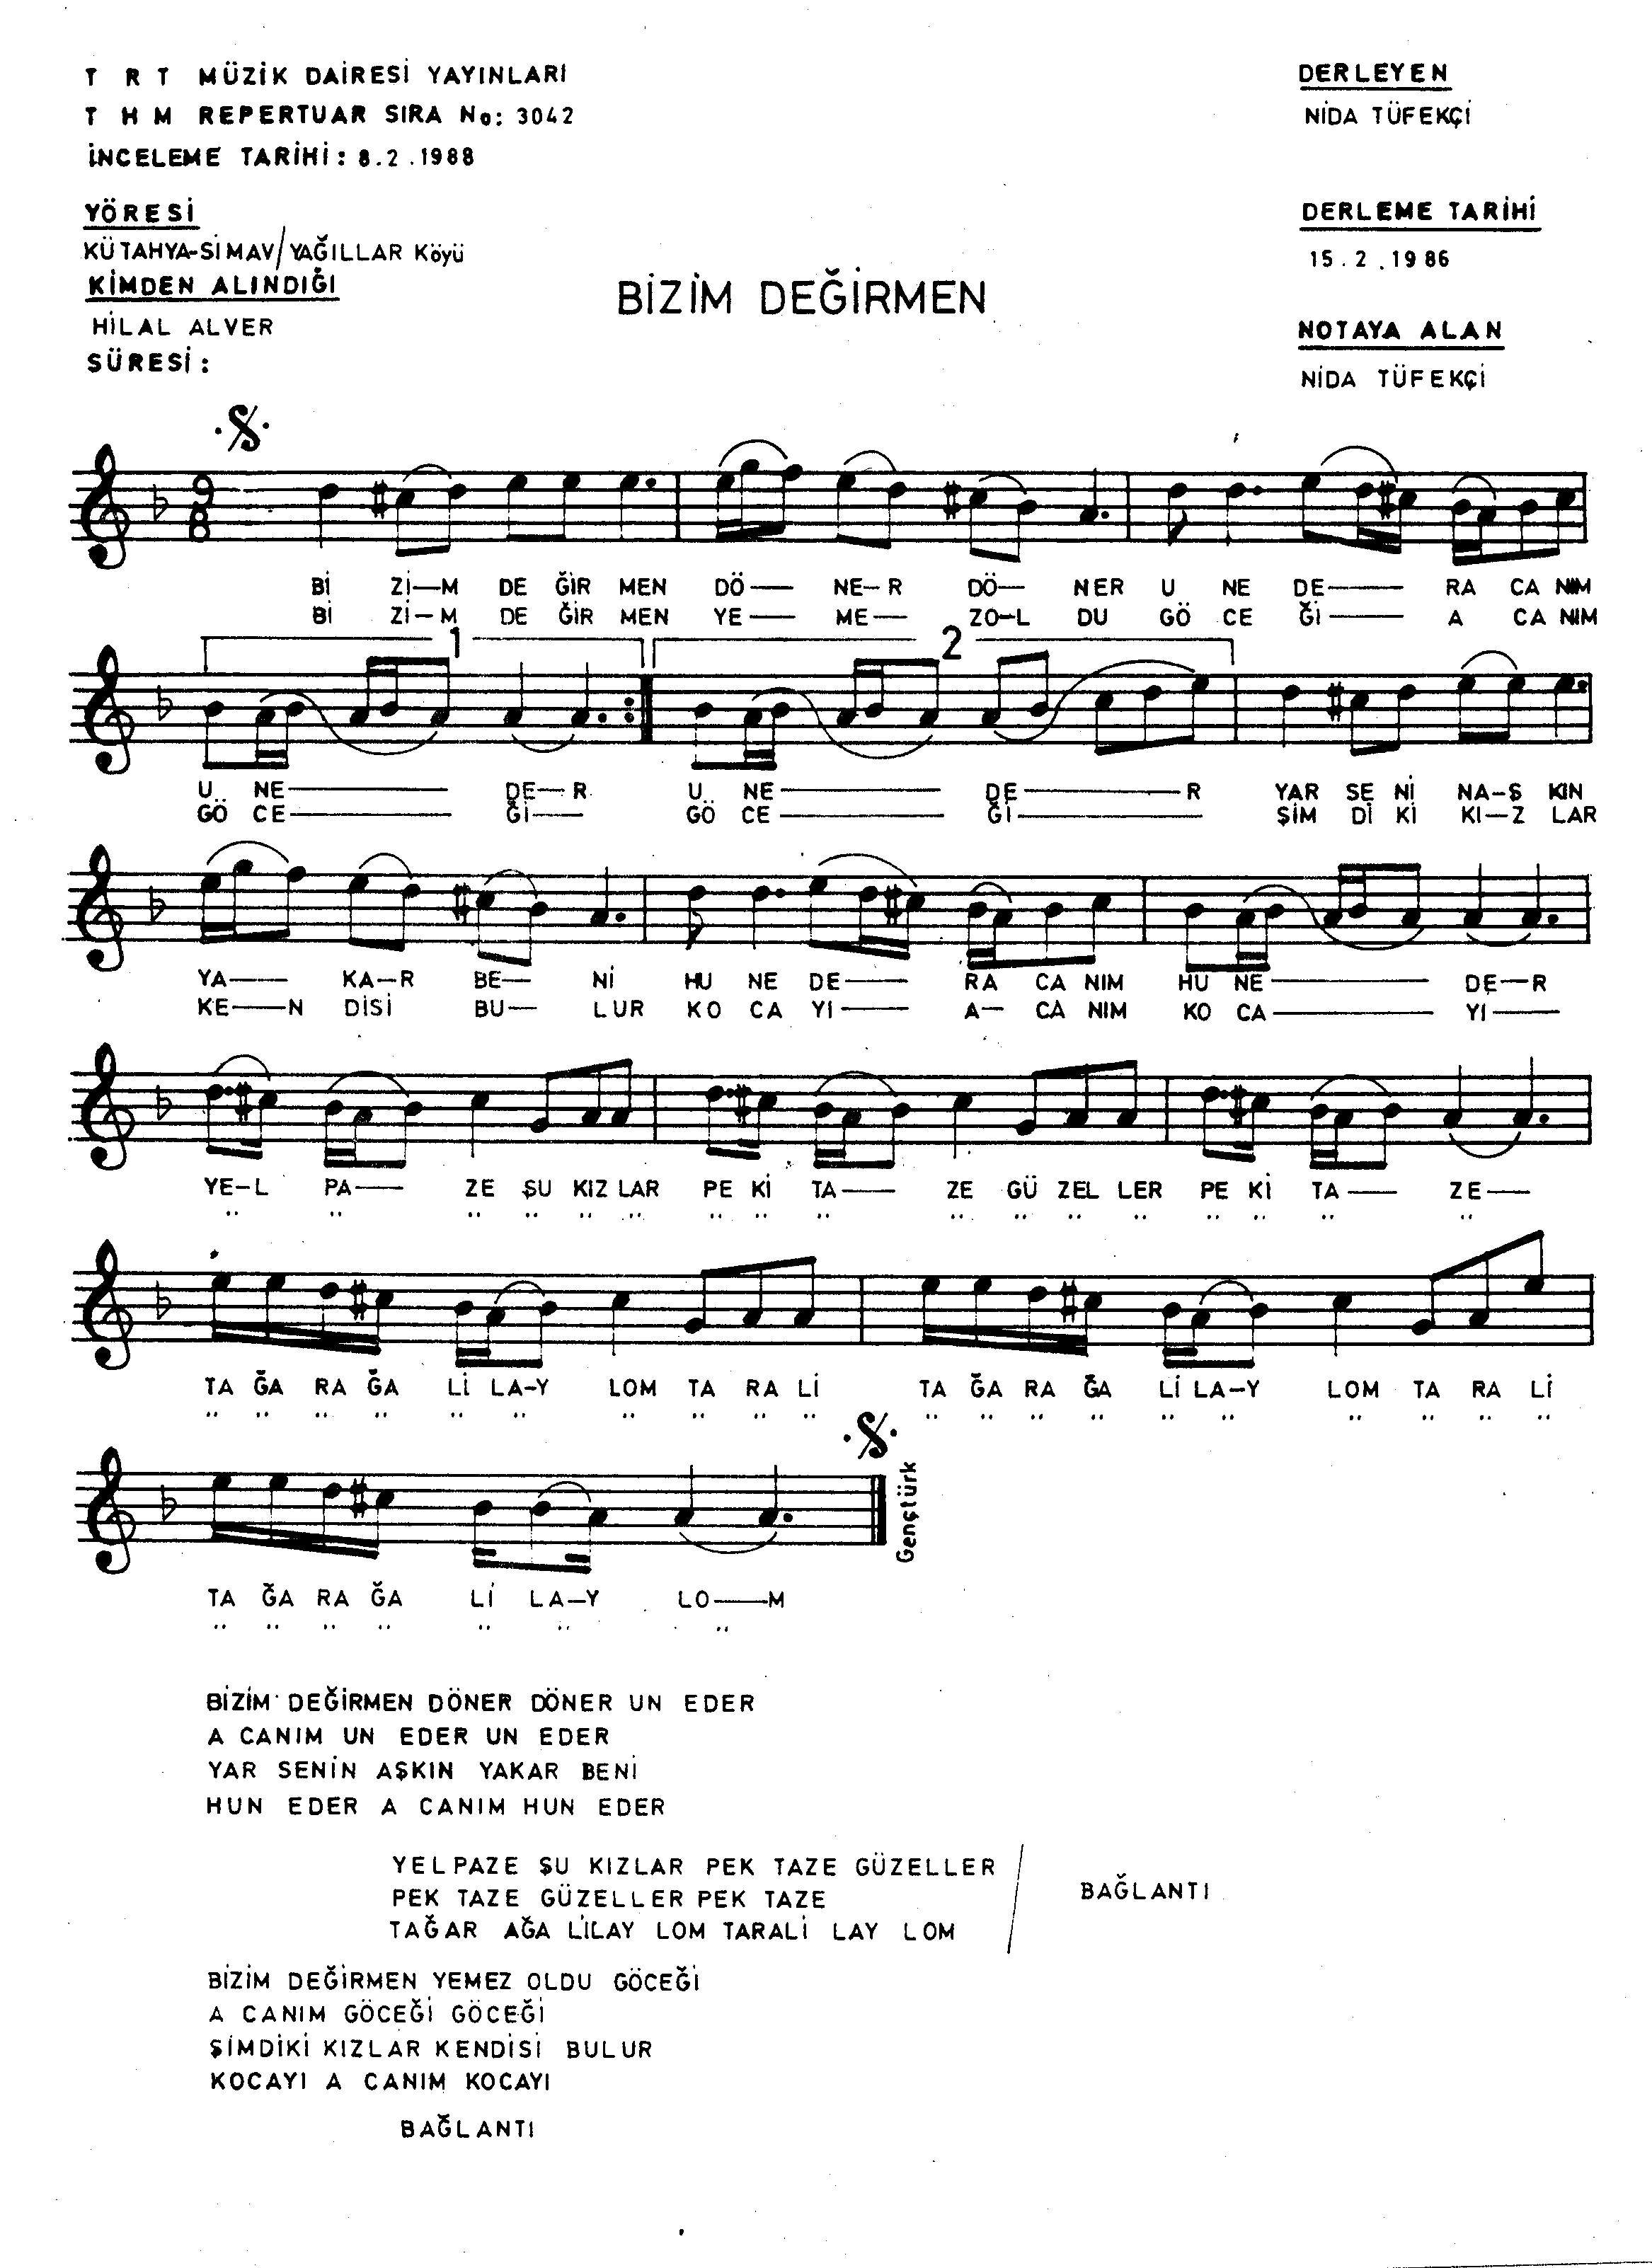 T R T MÜZİK DAİRESİ YAYINLARI
T H M REPERTUAR SIRA No: 3042
İNCELEME TARİHİ: 8.2.1988
DERLEYEN
NİDA TÜFEKÇİ
YÖRESİ
KÜTAHYA-SİMAV/YAĞILLAR Köyü
KİMDEN ALINDIĞI
HİLAL ALVER
SÜRESİ:
DERLEME TARİHİ
15.2.1986
BİZİM DEĞİRMEN
NOTAYA ALAN
NİDA TÜFEKÇİ
9
8
Bİ Zİ—M DE ĞİR MEN DÖ— NE—R DÖ— NER U NE DE— RA CA NIM
Bİ Zİ—M DE ĞİR MEN YE— ME— ZO—L DU GÖ CE Ğİ— A CA NIM
1 2
U NE— DE—R U NE— DE—R YAR SE Nİ NA—Ş KIN
GÖ CE— Ğİ— GÖ CE— Ğİ— ŞİM Dİ Kİ KI—Z LAR
YA— KA—R BE— Nİ HU NE DE— RA CA NIM HU NE— DE—R
KE—N DİSİ BU— LUR KO CA YI— A— CA NIM KO CA— YI—
YE—L PA— ZE ŞU KIZ LAR PE Kİ TA— ZE GÜ ZEL LER PE Kİ TA— ZE—
.. .. .. .. .. .. .. .. .. .. .. .. .. .. .. .. ..
TA ĞA RA ĞA Lİ LA—Y LOM TA RA Lİ TA ĞA RA ĞA Lİ LA—Y LOM TA RA Lİ
.. .. .. .. .. .. .. .. .. .. .. .. .. .. .. .. .. .. .. ..
Gençtürk
TA ĞA RA ĞA Lİ LA—Y LO—M
.. .. .. .. .. .. ..
BİZİM DEĞİRMEN DÖNER DÖNER UN EDER
A CANIM UN EDER UN EDER
YAR SENİN AŞKIN YAKAR BENİ
HUN EDER A CANIM HUN EDER
YELPAZE ŞU KIZLAR PEK TAZE GÜZELLER
PEK TAZE GÜZELLER PEK TAZE
TAĞAR AĞA LİLAY LOM TARALİ LAY LOM
BAĞLANTI
BİZİM DEĞİRMEN YEMEZ OLDU GÖCEĞİ
A CANIM GÖCEĞİ GÖCEĞİ
ŞİMDİKİ KIZLAR KENDİSİ BULUR
KOCAYI A CANIM KOCAYI
BAĞLANTI